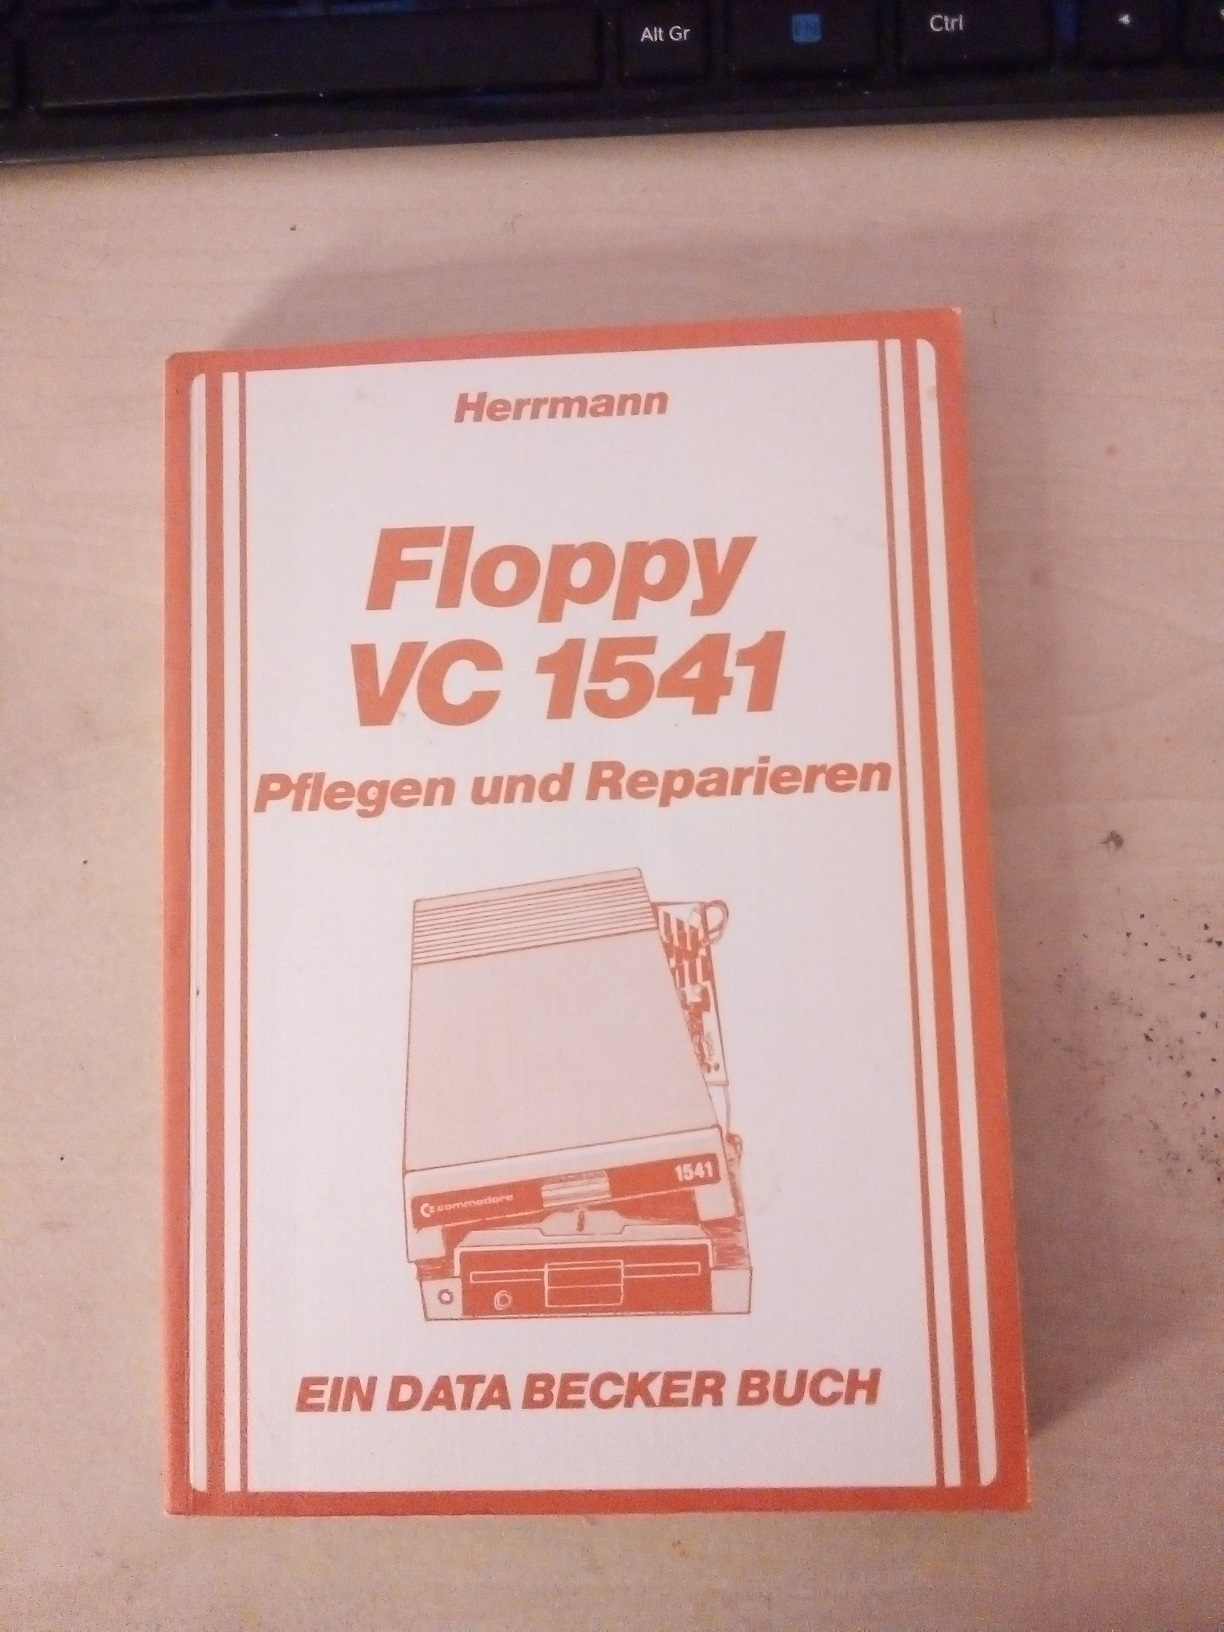 Alt Gr
Ctrl
Herrmann
Floppy
VC 1541
Pflegen und Reparieren
1541
commodore
EIN DATA BECKER BUCH